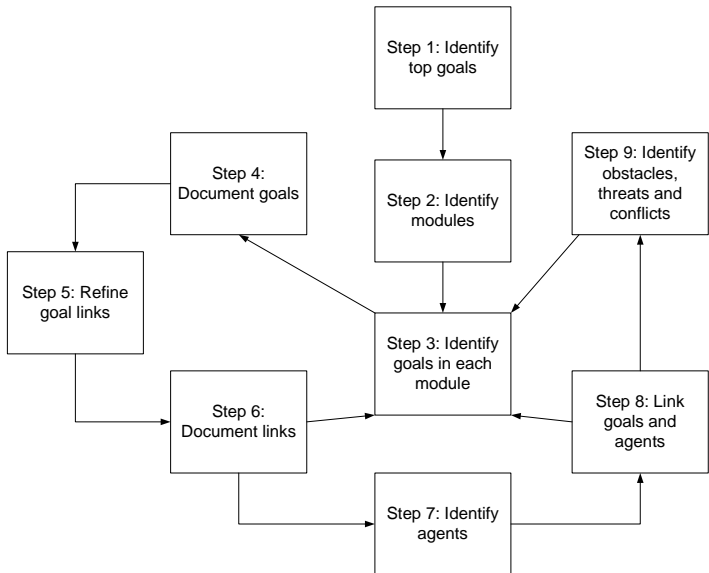 Step 1: Identify
top goals
Step 4:
Document goals
Step 2: Identify
modules
Step 9: Identify
obstacles,
threats and
conflicts
Step 5: Refine
goal links
Step 3: Identify
goals in each
module
Step 6:
Document links
Step 8: Link
goals and
agents
Step 7: Identify
agents